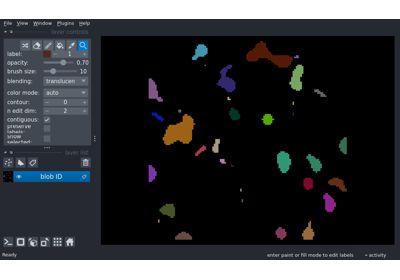 File View Window Plugins Help
layer controls
label: 1
opacity: 0.70
brush size: 10
blending: translucen
color mode: auto
contour: 0
n edit dim: 2
contiguous:
preserve labels:
show selected:
layer list
blob ID
Ready enter paint or fill mode to edit labels activity